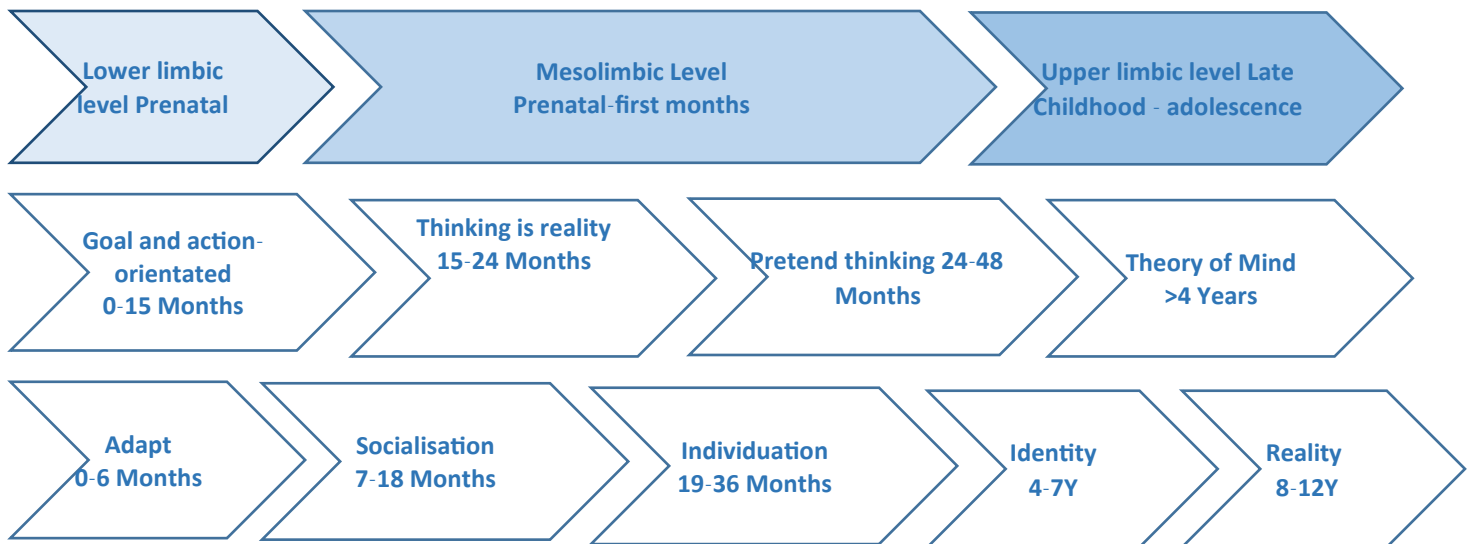 Lower limbic
level Prenatal
Mesolimbic Level
Prenatal-first months
Upper limbic level Late
Childhood - adolescence
Goal and action-
orientated
0-15 Months
Thinking is reality
15-24 Months
Pretend thinking 24-48
Months
Theory of Mind
>4 Years
Adapt
0-6 Months
Socialisation
7-18 Months
Individuation
19-36 Months
Identity
4-7Y
Reality
8-12Y